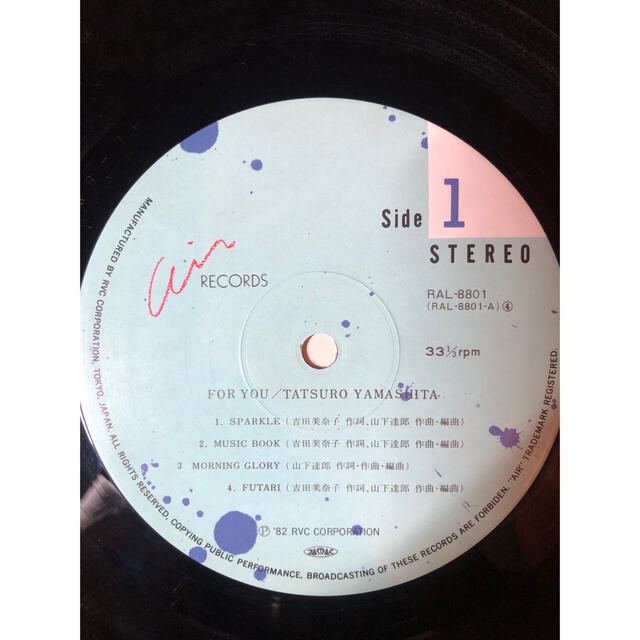 Side 1
STEREO
Air RECORDS
RAL-8801
(RAL-8801-A) ④
33⅓rpm
FOR YOU/TATSURO YAMASHITA
1. SPARKLE (吉田美奈子 作詞、山下達郎 作曲・編曲)
2. MUSIC BOOK (吉田美奈子 作詞、山下達郎 作曲・編曲)
3 MORNING GLORY (山下達郎 作詞・作曲・編曲)
4. FUTARI (吉田美奈子 作詞、山下達郎 作曲・編曲)
Ⓟ '82 RVC CORPORATION
JASRAC
MANUFACTURED BY RVC CORPORATION, TOKYO, JAPAN. ALL RIGHTS RESERVED, COPYING PUBLIC PERFORMANCE, BROADCASTING OF THESE RECORDS ARE FORBIDEN. "AIR" TRADEMARK REGISTERED.